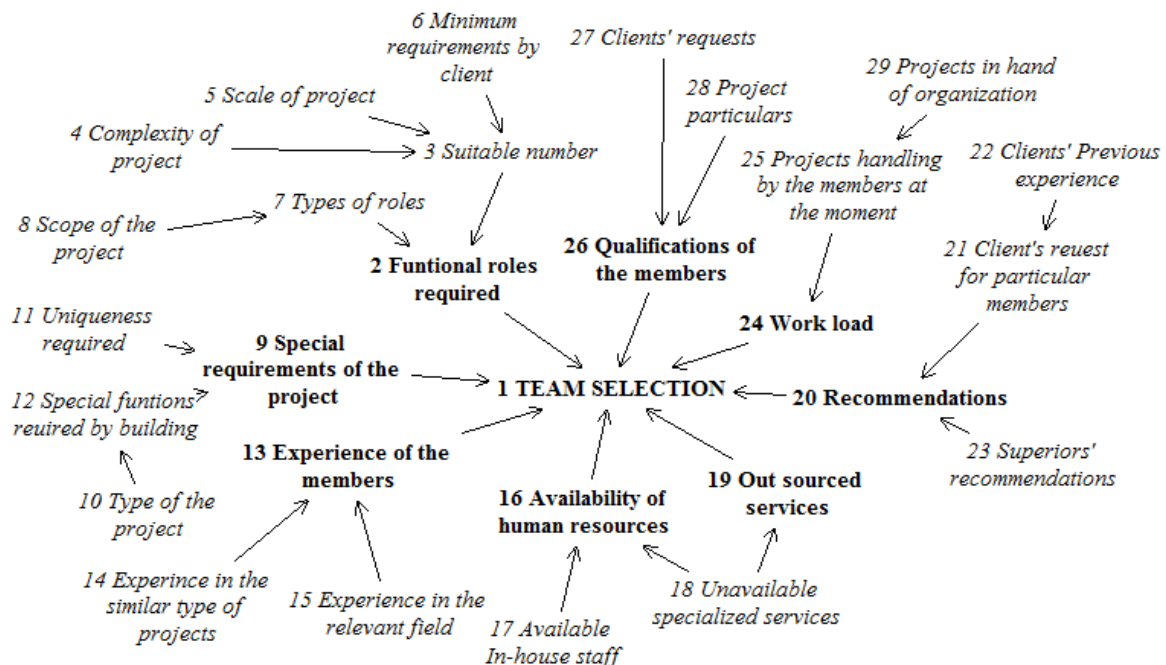 6 Minimum
requirements by
client
27 Clients' requests
29 Projects in hand
of organization
5 Scale of project
28 Project
particulars
4 Complexity of
project
3 Suitable number
25 Projects handling
by the members at
the moment
22 Clients' Previous
experience
7 Types of roles
8 Scope of the
project
2 Funtional roles
required
26 Qualifications of
the members
21 Client's reuest
for particular
members
11 Uniqueness
required
24 Work load
9 Special
requirements of the
project
1 TEAM SELECTION
20 Recommendations
12 Special funtions
reuired by building
13 Experience of the
members
23 Superiors'
recommendations
10 Type of the
project
16 Availability of
human resources
19 Out sourced
services
14 Experince in the
similar type of
projects
15 Experience in the
relevant field
17 Available
In-house staff
18 Unavailable
specialized services